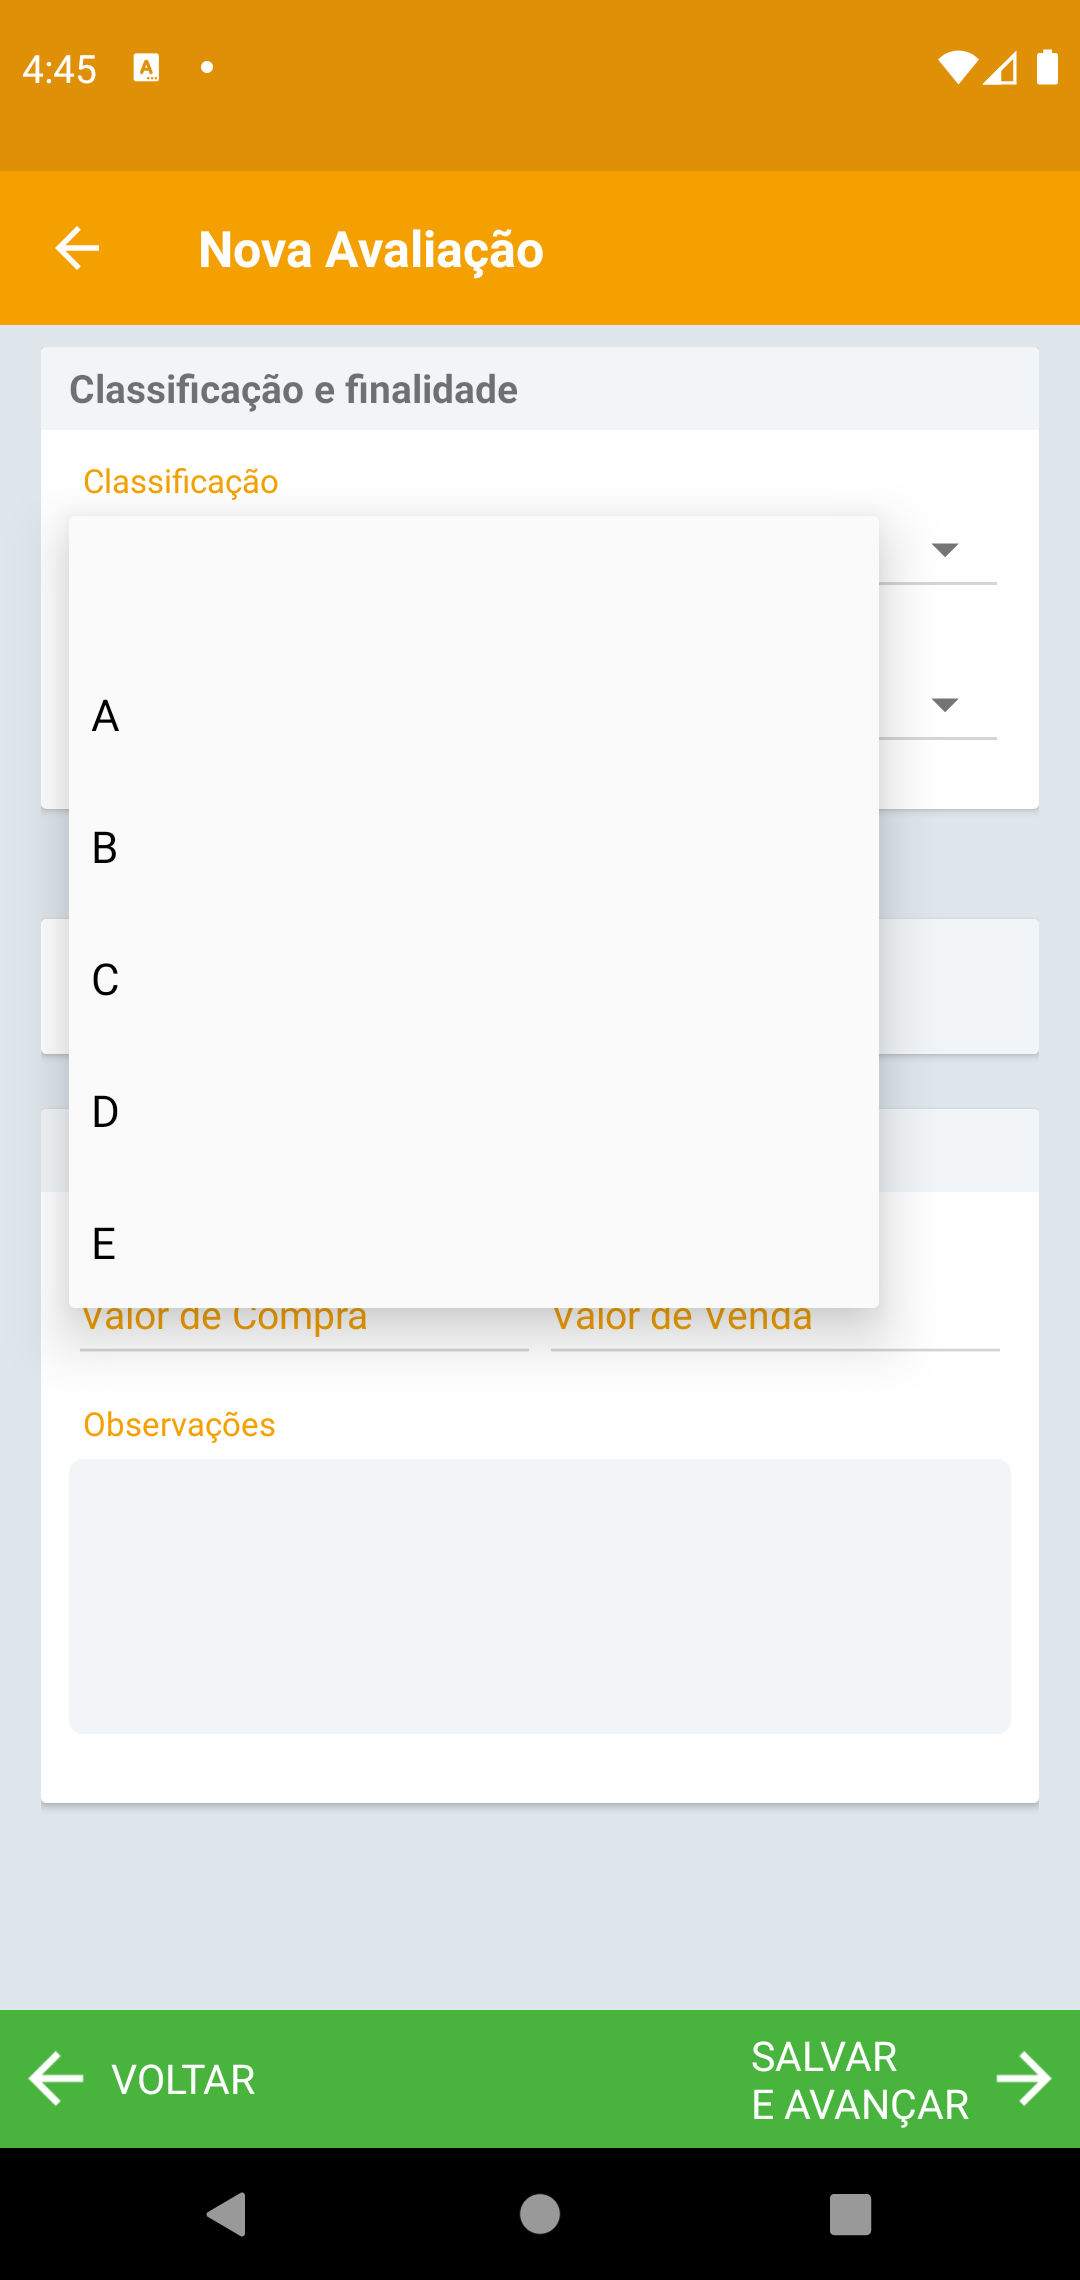 4:45
Nova Avaliação
Classificação e finalidade
Classificação
A
B
C
D
E
Valor de Compra
Valor de Venda
Observações
VOLTAR
SALVAR
E AVANÇAR